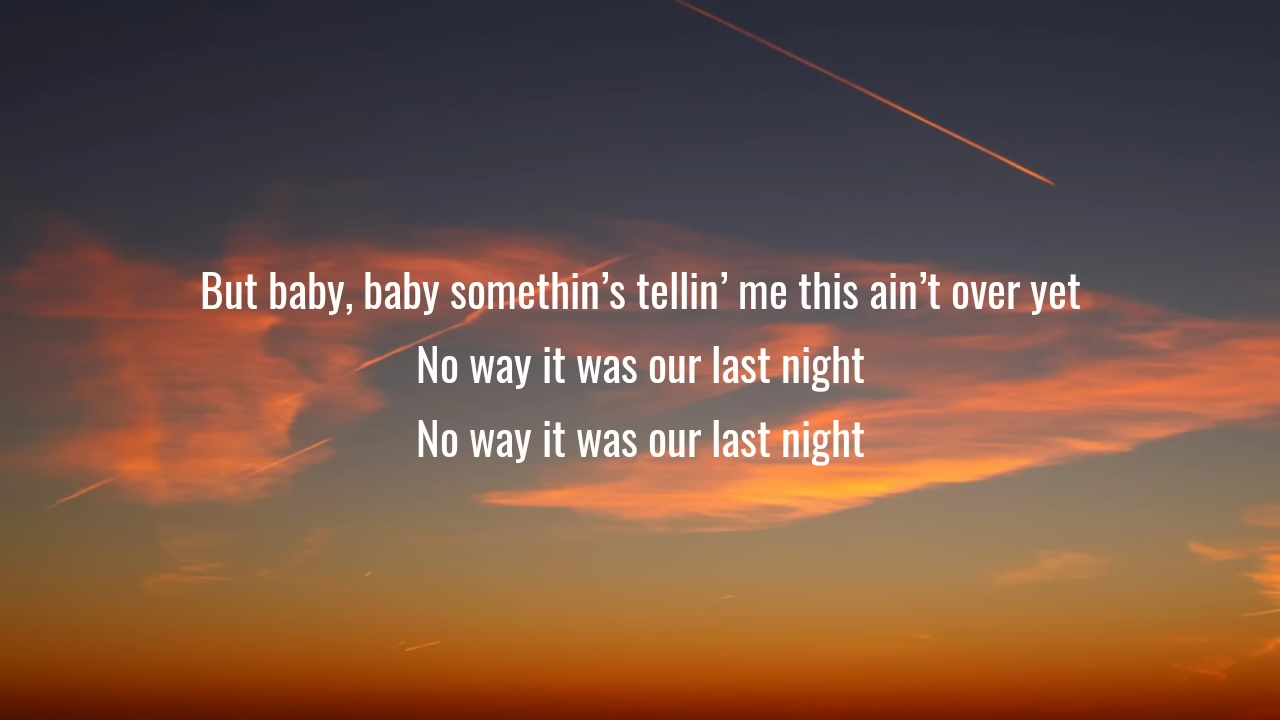 But baby, baby somethin’s tellin’ me this ain’t over yet
No way it was our last night
No way it was our last night